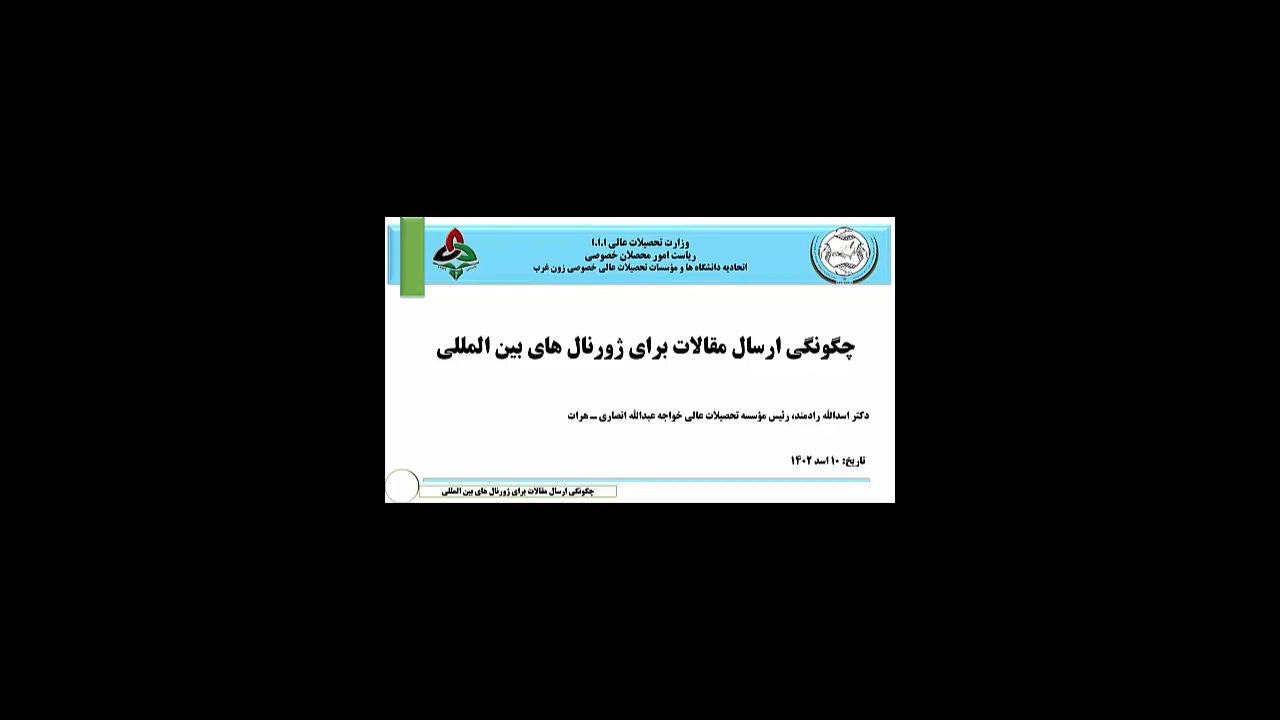 وزارت تحصیلات عالی ا.ا.ا
ریاست امور محصلان خصوصی
اتحادیه دانشگاه ها و مؤسسات تحصیلات عالی خصوصی زون غرب
چگونگی ارسال مقالات برای ژورنال های بین المللی
دکتر اسدالله رادمند، رئیس مؤسسه تحصیلات عالی خواجه عبدالله انصاری ــ هرات
تاریخ: ۱۰ اسد ۱۴۰۲
چگونگی ارسال مقالات برای ژورنال های بین المللی